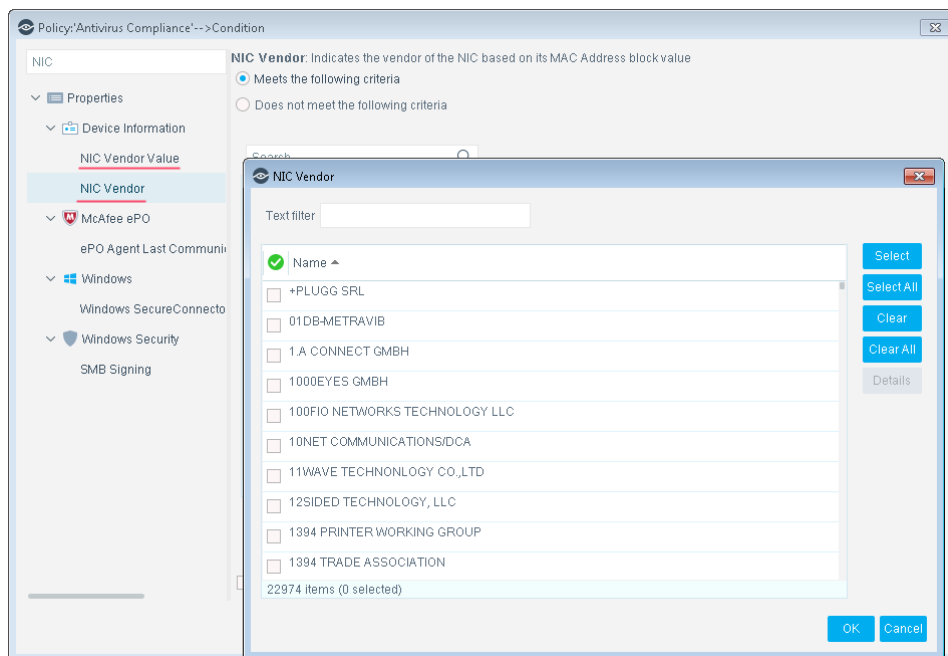 Policy:'Antivirus Compliance'-->Condition
NIC
Properties
Device Information
NIC Vendor Value
NIC Vendor
McAfee ePO
ePO Agent Last Communi
Windows
Windows SecureConnecto
Windows Security
SMB Signing
NIC Vendor: Indicates the vendor of the NIC based on its MAC Address block value
Meets the following criteria
Does not meet the following criteria
Search
NIC Vendor
Text filter
Name
+PLUGG SRL
01DB-METRAVIB
1.A CONNECT GMBH
1000EYES GMBH
100FIO NETWORKS TECHNOLOGY LLC
10NET COMMUNICATIONS/DCA
11WAVE TECHNONLOGY CO.,LTD
12SIDED TECHNOLOGY, LLC
1394 PRINTER WORKING GROUP
1394 TRADE ASSOCIATION
22974 items (0 selected)
Select
Select All
Clear
Clear All
Details
OK
Cancel